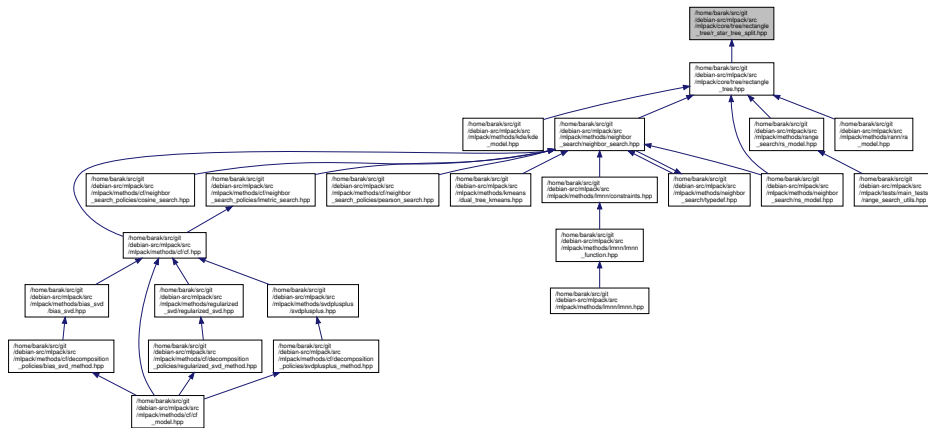 /home/barak/src/git
/debian-src/mlpack/src
/mlpack/core/tree/rectangle
_tree/r_star_tree_split.hpp
/home/barak/src/git
/debian-src/mlpack/src
/mlpack/core/tree/rectangle
_tree.hpp
/home/barak/src/git
/debian-src/mlpack/src
/mlpack/methods/kde/kde
_model.hpp
/home/barak/src/git
/debian-src/mlpack/src
/mlpack/methods/neighbor
_search/neighbor_search.hpp
/home/barak/src/git
/debian-src/mlpack/src
/mlpack/methods/range
_search/rs_model.hpp
/home/barak/src/git
/debian-src/mlpack/src
/mlpack/methods/rann/ra
_model.hpp
/home/barak/src/git
/debian-src/mlpack/src
/mlpack/methods/cf/neighbor
_search_policies/cosine_search.hpp
/home/barak/src/git
/debian-src/mlpack/src
/mlpack/methods/cf/neighbor
_search_policies/lmetric_search.hpp
/home/barak/src/git
/debian-src/mlpack/src
/mlpack/methods/cf/neighbor
_search_policies/pearson_search.hpp
/home/barak/src/git
/debian-src/mlpack/src
/mlpack/methods/kmeans
/dual_tree_kmeans.hpp
/home/barak/src/git
/debian-src/mlpack/src
/mlpack/methods/lmnn/constraints.hpp
/home/barak/src/git
/debian-src/mlpack/src
/mlpack/methods/neighbor
_search/typedef.hpp
/home/barak/src/git
/debian-src/mlpack/src
/mlpack/methods/neighbor
_search/ns_model.hpp
/home/barak/src/git
/debian-src/mlpack/src
/mlpack/tests/main_tests
/range_search_utils.hpp
/home/barak/src/git
/debian-src/mlpack/src
/mlpack/methods/cf/cf.hpp
/home/barak/src/git
/debian-src/mlpack/src
/mlpack/methods/lmnn/lmnn
_function.hpp
/home/barak/src/git
/debian-src/mlpack/src
/mlpack/methods/bias_svd
/bias_svd.hpp
/home/barak/src/git
/debian-src/mlpack/src
/mlpack/methods/regularized
_svd/regularized_svd.hpp
/home/barak/src/git
/debian-src/mlpack/src
/mlpack/methods/svdplusplus
/svdplusplus.hpp
/home/barak/src/git
/debian-src/mlpack/src
/mlpack/methods/lmnn/lmnn.hpp
/home/barak/src/git
/debian-src/mlpack/src
/mlpack/methods/cf/decomposition
_policies/bias_svd_method.hpp
/home/barak/src/git
/debian-src/mlpack/src
/mlpack/methods/cf/decomposition
_policies/regularized_svd_method.hpp
/home/barak/src/git
/debian-src/mlpack/src
/mlpack/methods/cf/decomposition
_policies/svdplusplus_method.hpp
/home/barak/src/git
/debian-src/mlpack/src
/mlpack/methods/cf/cf
_model.hpp